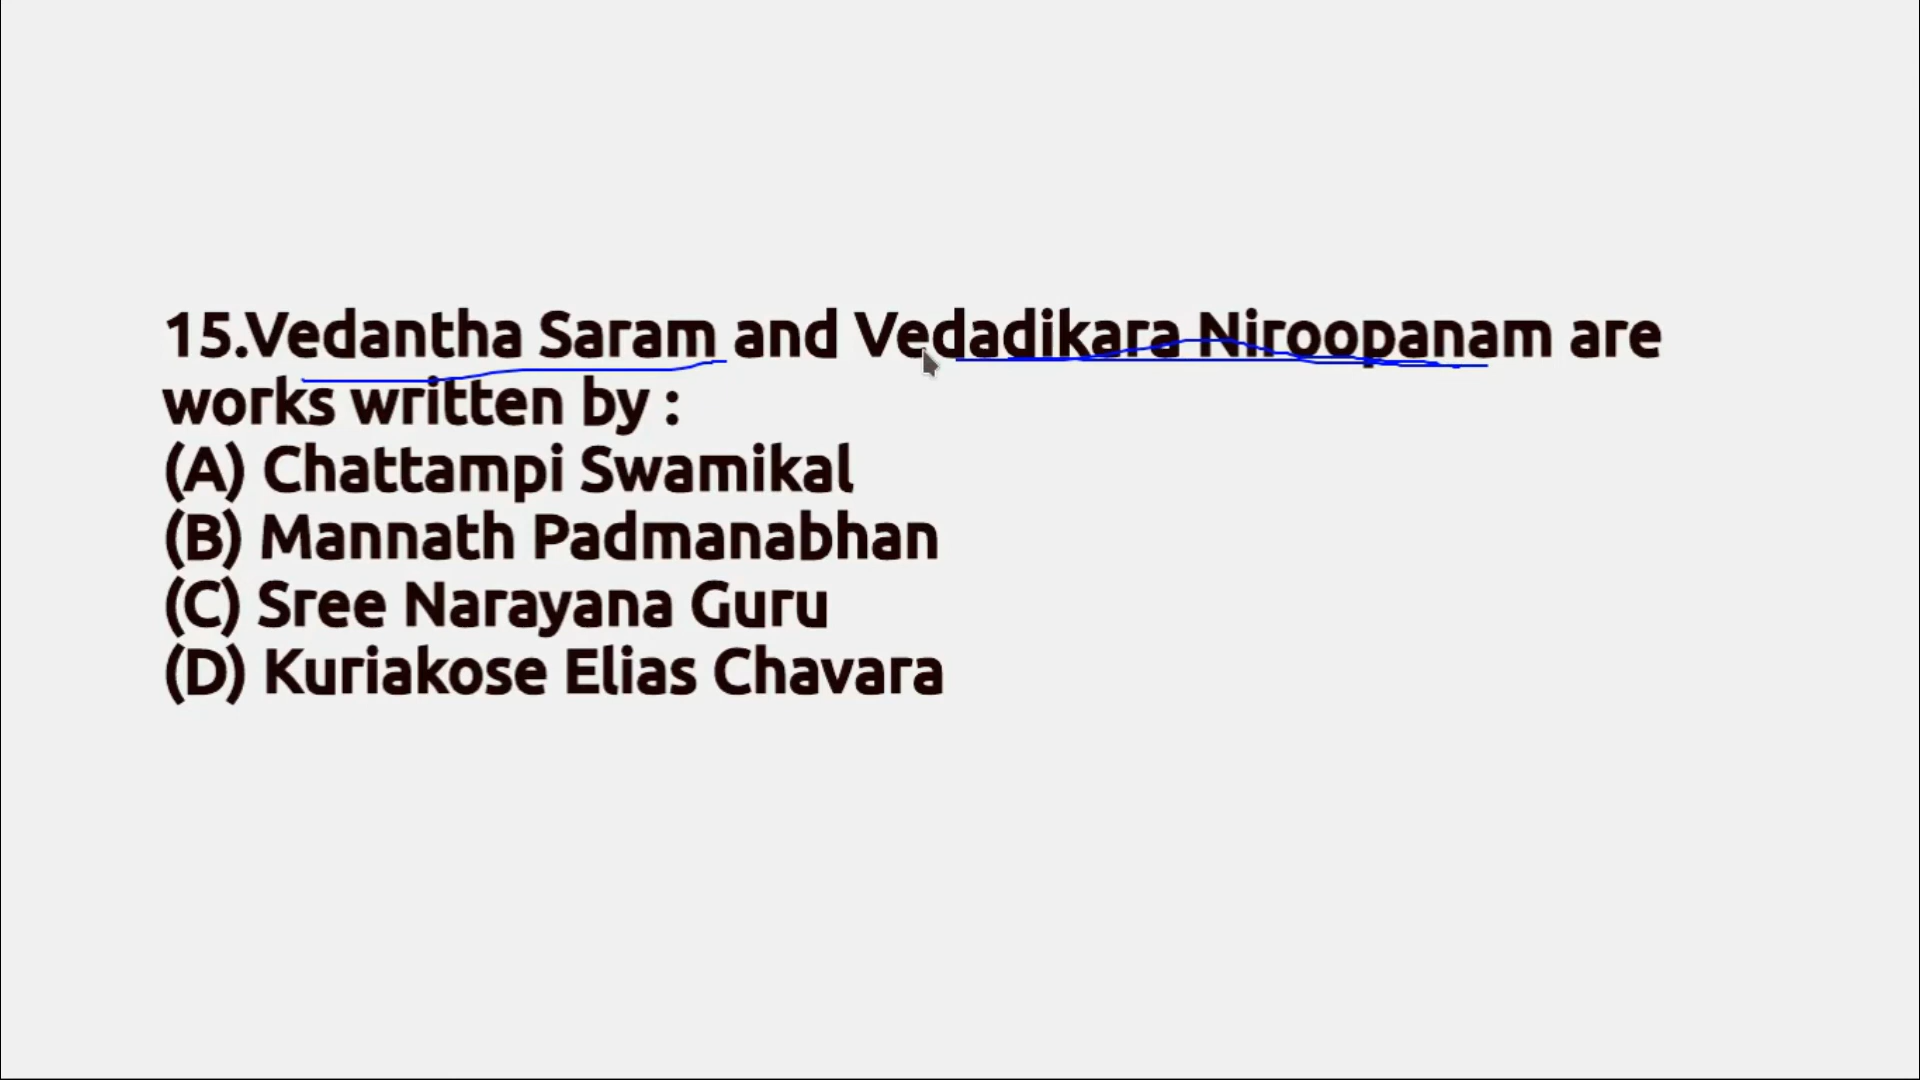 15.Vedantha Saram and Vedadikara Niroopanam are
works written by :
(A) Chattampi Swamikal
(B) Mannath Padmanabhan
(C) Sree Narayana Guru
(D) Kuriakose Elias Chavara